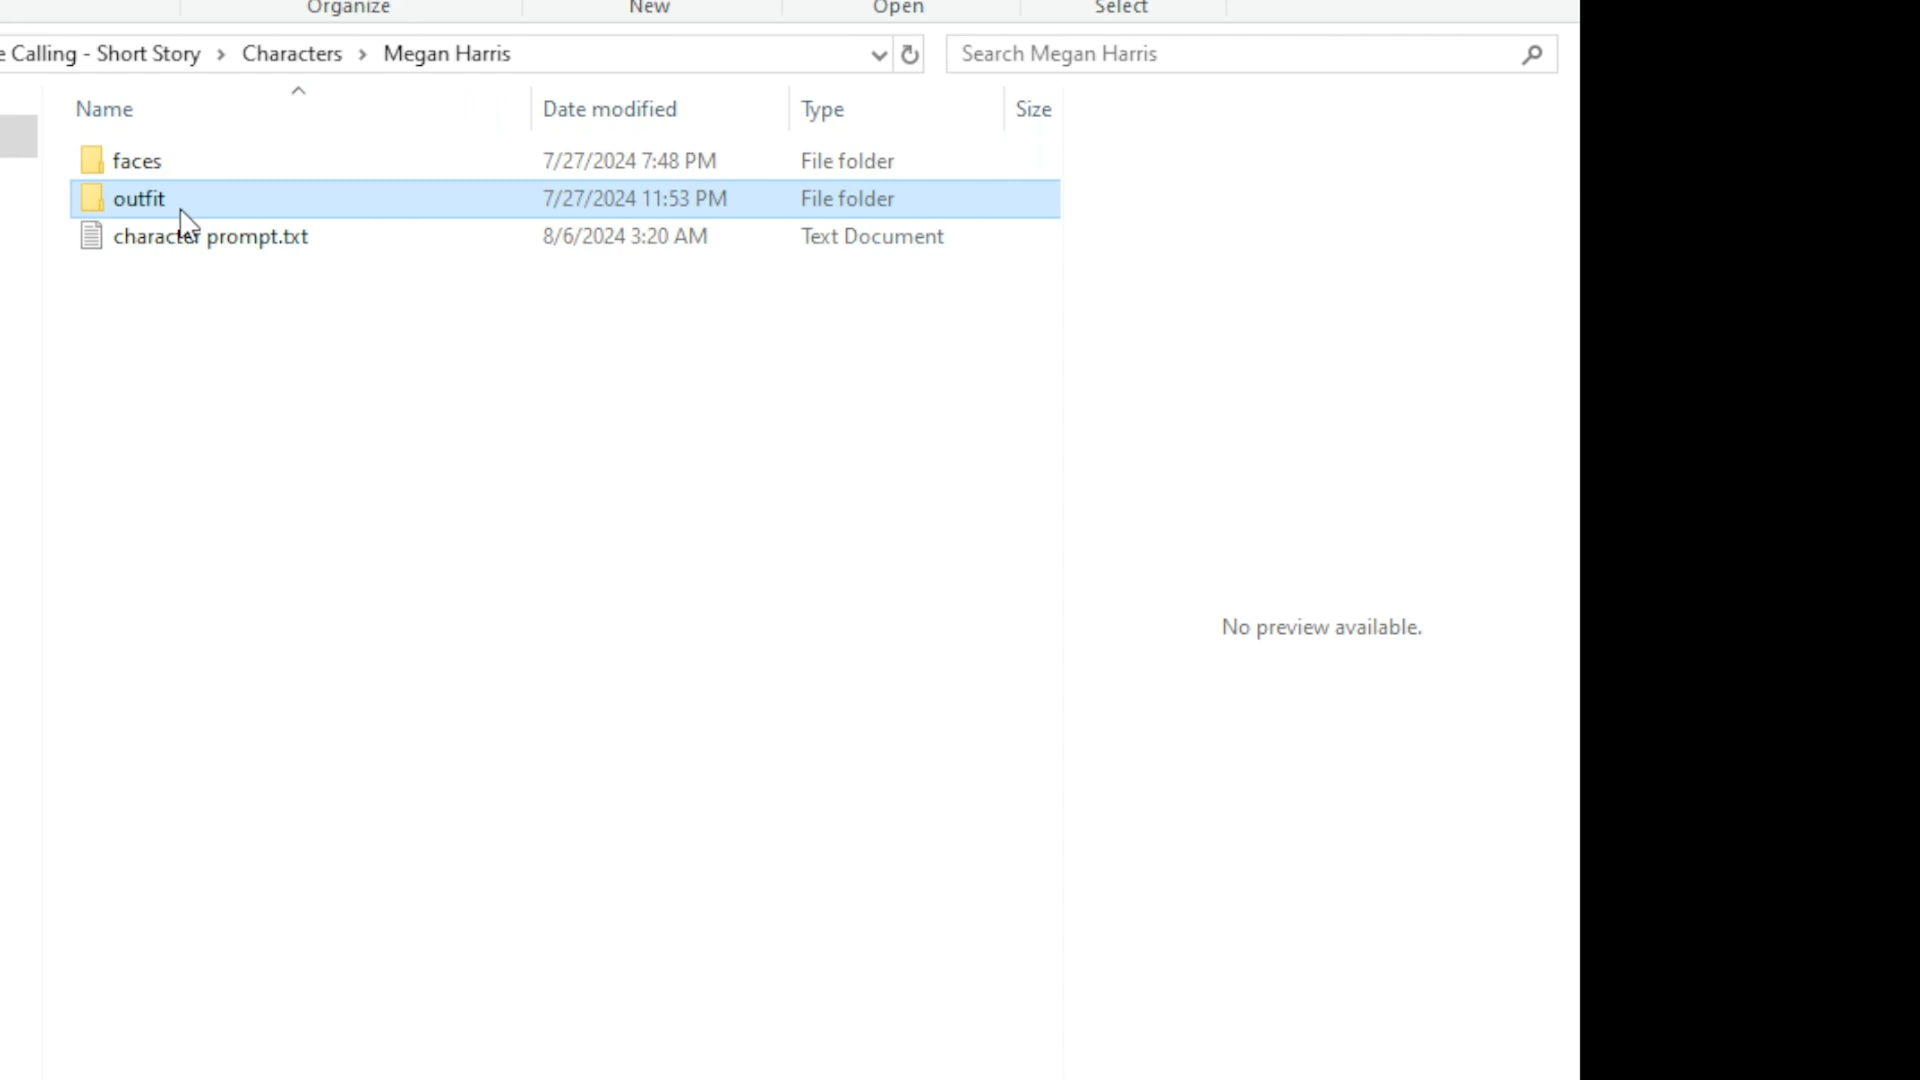 Organize New Open Select
e Calling - Short Story > Characters > Megan Harris Search Megan Harris
Name Date modified Type Size
faces 7/27/2024 7:48 PM File folder
outfit 7/27/2024 11:53 PM File folder
character prompt.txt 8/6/2024 3:20 AM Text Document
No preview available.